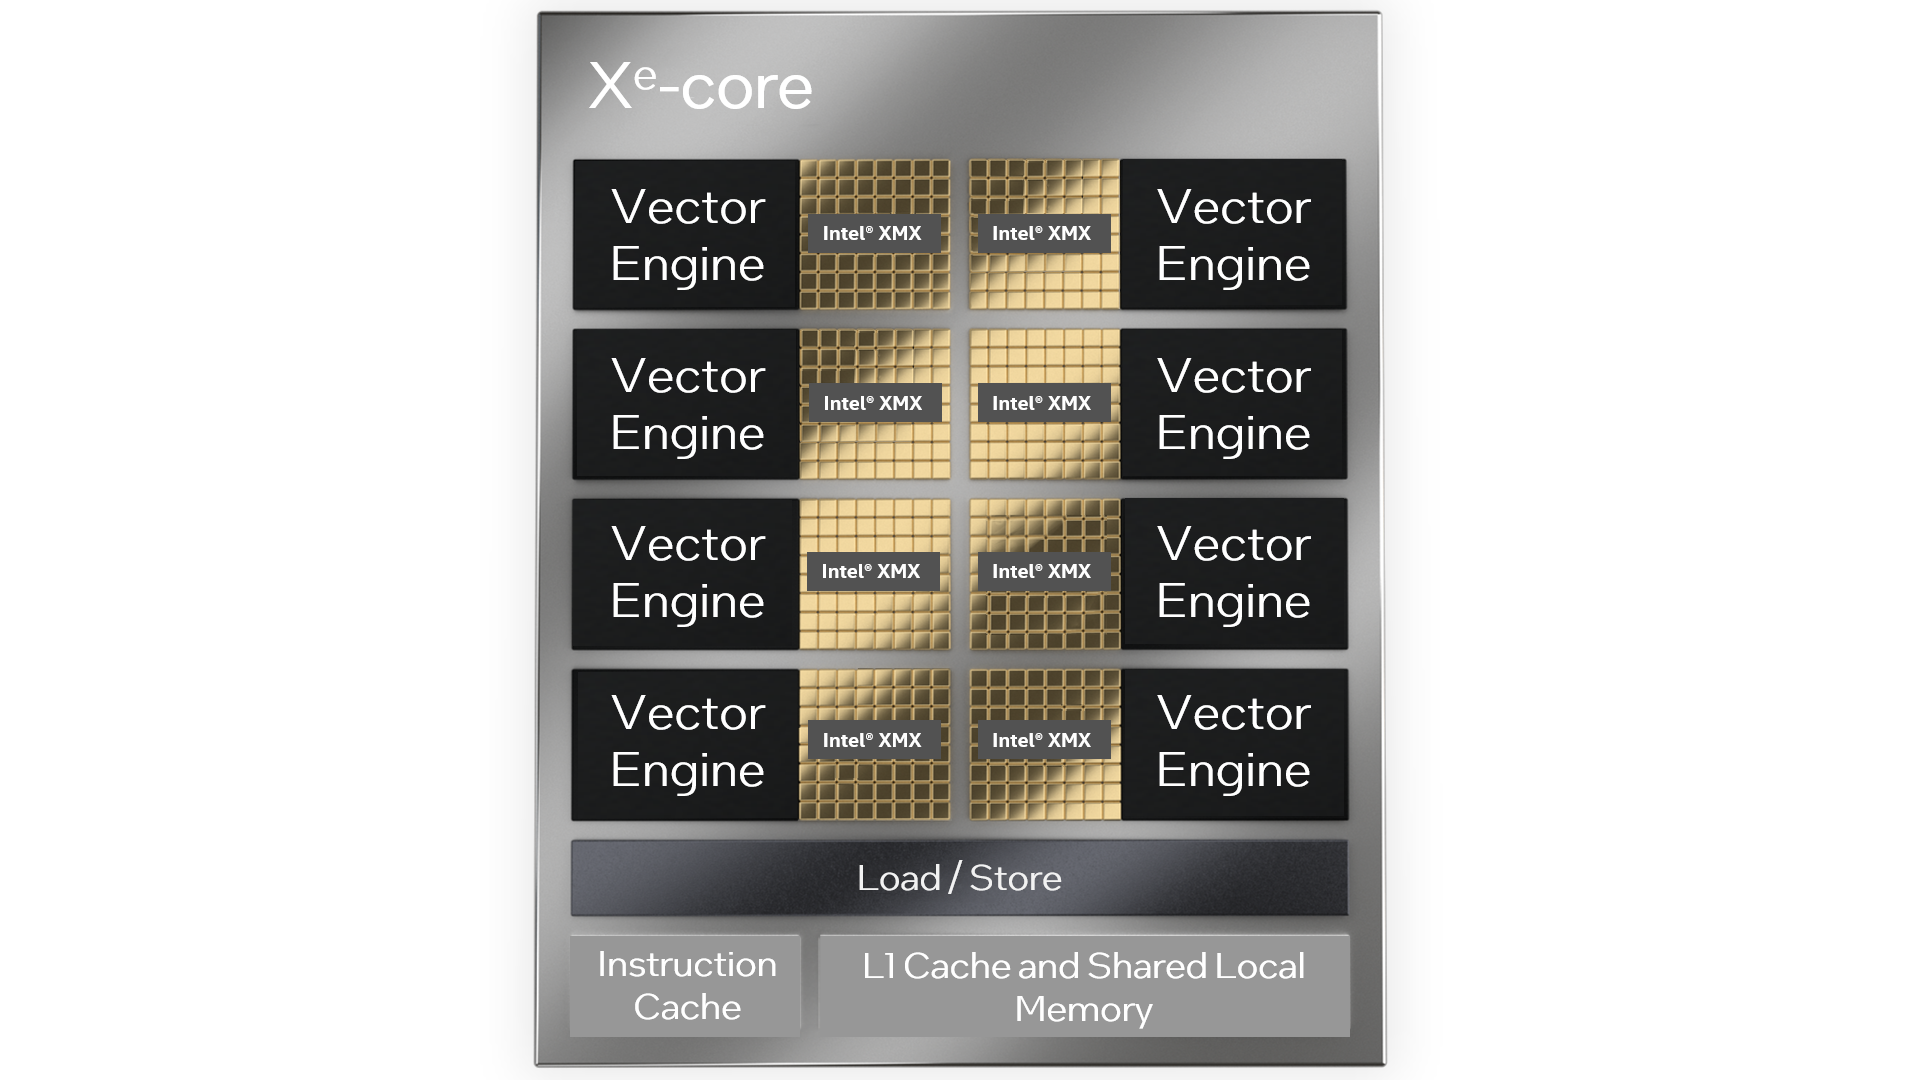 Xᵉ-core
Vector
Engine
Intel® XMX
Intel® XMX
Vector
Engine
Vector
Engine
Intel® XMX
Intel® XMX
Vector
Engine
Vector
Engine
Intel® XMX
Intel® XMX
Vector
Engine
Vector
Engine
Intel® XMX
Intel® XMX
Vector
Engine
Load / Store
Instruction
Cache
L1 Cache and Shared Local
Memory